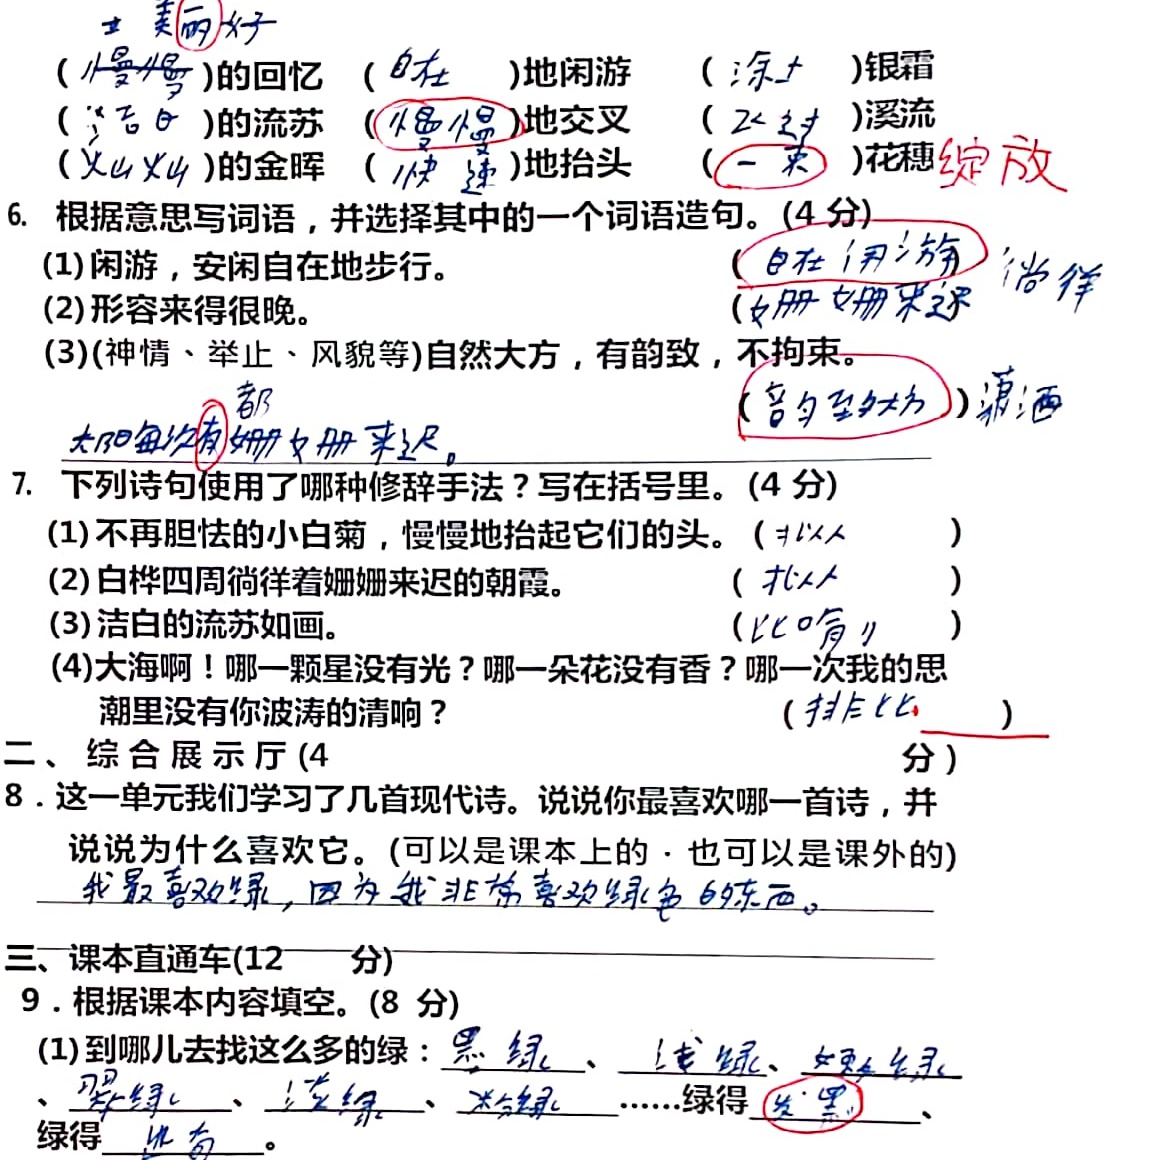 美丽 好
(慢慢)的回忆 (自在 )地闲游 (涂上 )银霜
(洁白 )的流苏 (慢慢)地交叉 (飞过 )溪流
(灿灿)的金晖 (快速)地抬头 (一束 )花穗 绽放
6. 根据意思写词语，并选择其中的一个词语造句。(4 分)
(1)闲游，安闲自在地步行。 (自在闲游) 徜徉
(2)形容来得很晚。 (姗姗来迟
(3)(神情、举止、风貌等)自然大方，有韵致，不拘束。
都 (大方) 潇洒
太阳每次有姗姗来迟。
7. 下列诗句使用了哪种修辞手法？写在括号里。(4 分)
(1)不再胆怯的小白菊，慢慢地抬起它们的头。(拟人 )
(2)白桦四周徜徉着姗姗来迟的朝霞。 (拟人 )
(3)洁白的流苏如画。 (比喻 )
(4)大海啊！哪一颗星没有光？哪一朵花没有香？哪一次我的思
潮里没有你波涛的清响？ (排比 )
二、综合展示厅(4 分)
8．这一单元我们学习了几首现代诗。说说你最喜欢哪一首诗，并
说说为什么喜欢它。(可以是课本上的·也可以是课外的)
我最喜欢绿，因为我非常喜欢绿色的东西。
三、课本直通车(12 分)
9．根据课本内容填空。(8 分)
(1)到哪儿去找这么多的绿：墨绿、浅绿、嫩绿
、翠绿、淡绿、粉绿……绿得发黑、
绿得出奇。